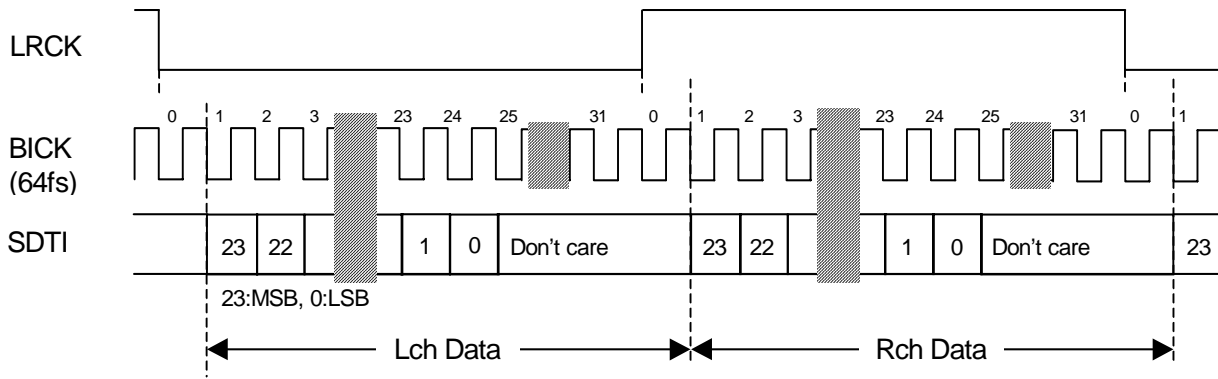 LRCK
0 1 2 3 23 24 25 31 0 1 2 3 23 24 25 31 0 1
BICK
(64fs)
SDTI 23 22 1 0 Don't care 23 22 1 0 Don't care 23
23:MSB, 0:LSB
Lch Data Rch Data